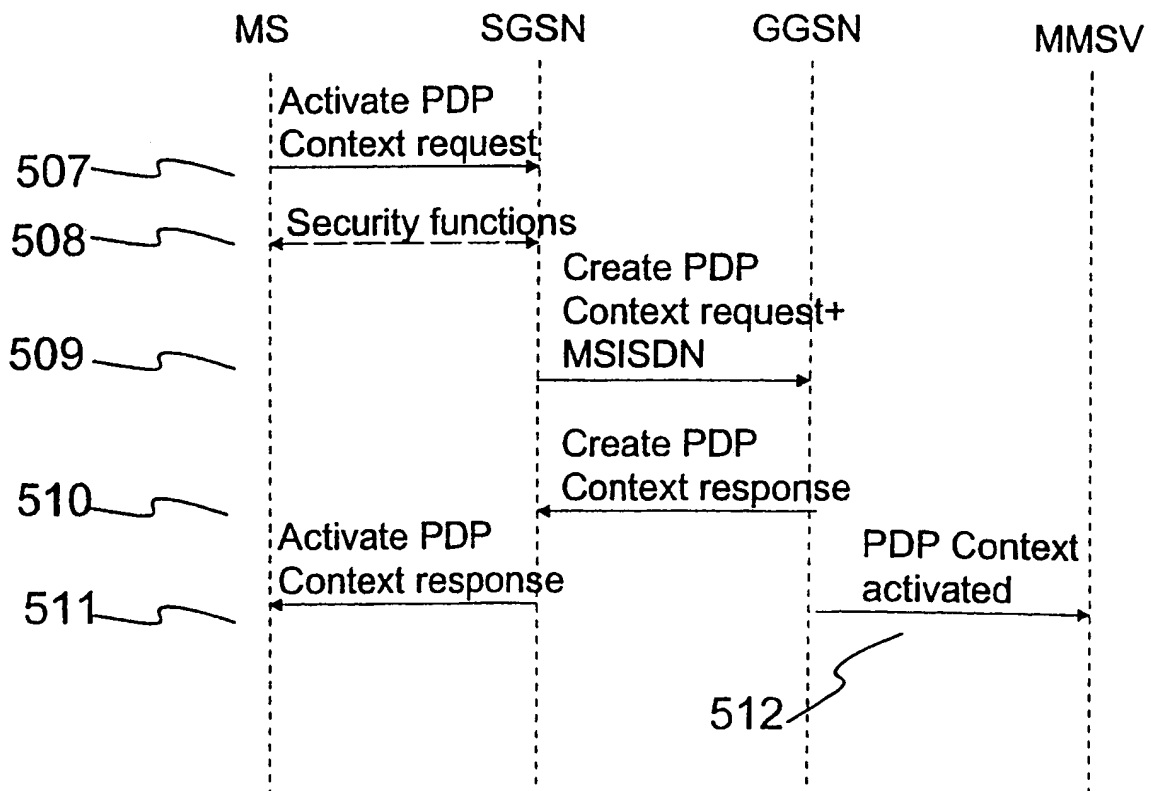 MS SGSN GGSN MMSV
Activate PDP
Context request
507
Security functions
508
Create PDP
Context request+
MSISDN
509
Create PDP
Context response
510
Activate PDP
Context response
511
PDP Context
activated
512